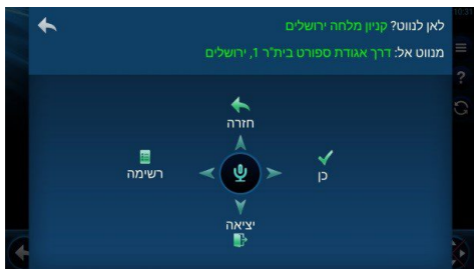 לאן לנווט? קניון מלחה ירושלים
מנווט אל: דרך אגודת ספורט בית"ר 1, ירושלים
חזרה
כן
רשימה
יציאה
?